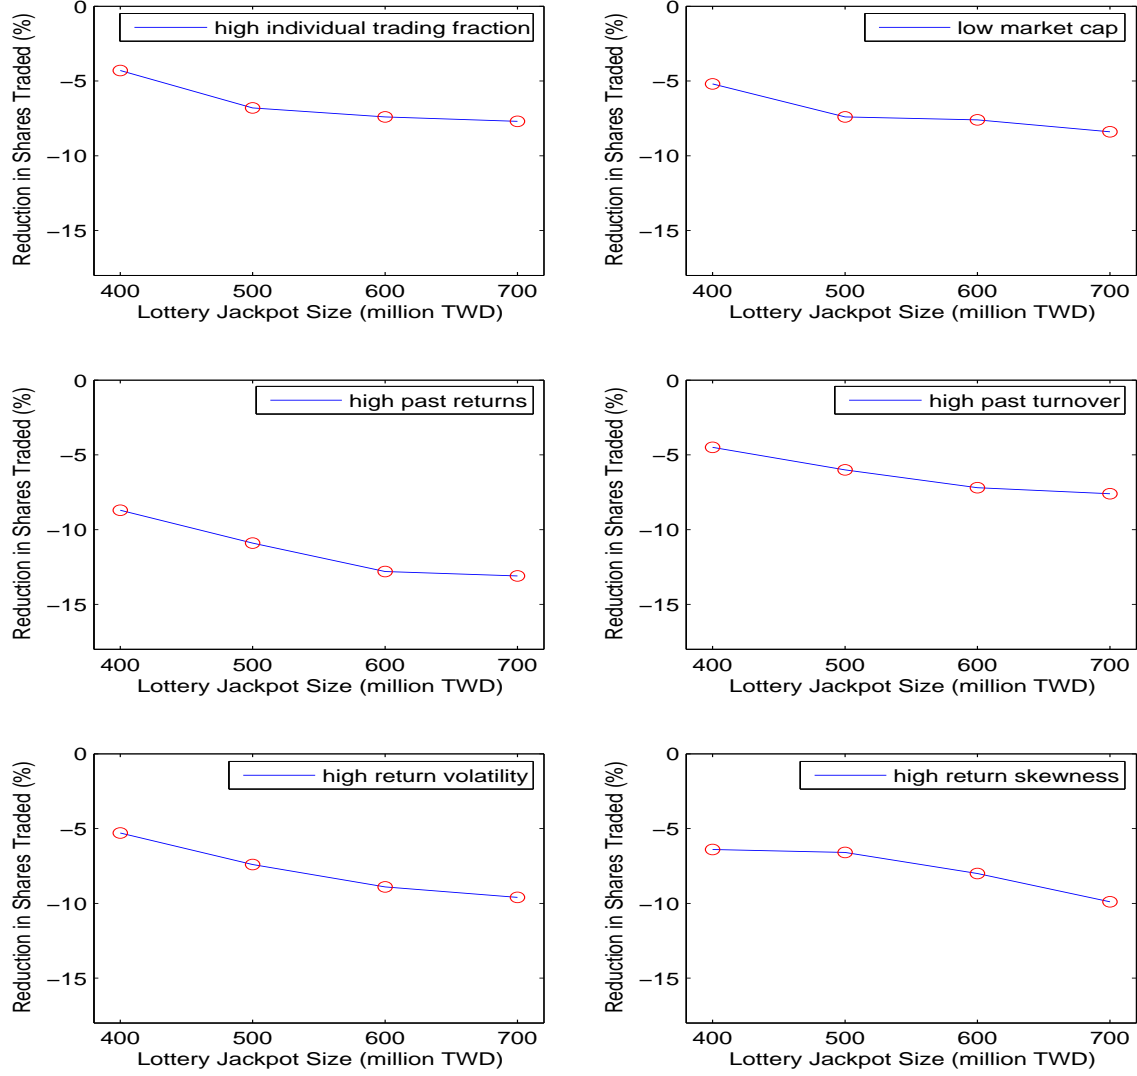 high individual trading fraction
0
−5
−10
−15
400 500 600 700
Lottery Jackpot Size (million TWD)
Reduction in Shares Traded (%)
low market cap
0
−5
−10
−15
400 500 600 700
Lottery Jackpot Size (million TWD)
Reduction in Shares Traded (%)
high past returns
0
−5
−10
−15
400 500 600 700
Lottery Jackpot Size (million TWD)
Reduction in Shares Traded (%)
high past turnover
0
−5
−10
−15
400 500 600 700
Lottery Jackpot Size (million TWD)
Reduction in Shares Traded (%)
high return volatility
0
−5
−10
−15
400 500 600 700
Lottery Jackpot Size (million TWD)
Reduction in Shares Traded (%)
high return skewness
0
−5
−10
−15
400 500 600 700
Lottery Jackpot Size (million TWD)
Reduction in Shares Traded (%)